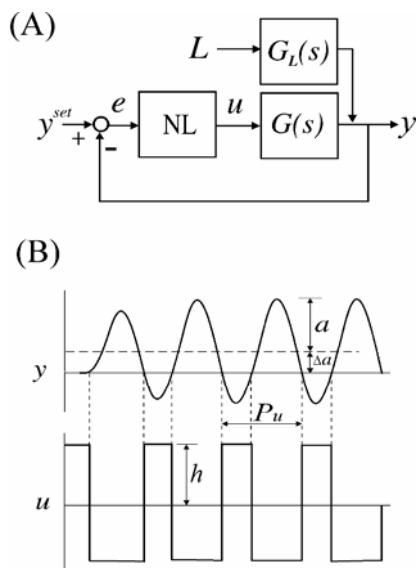 (A)
L G_L(s)
y^set + - e NL u G(s) y
(B)
a
Δa
y
P_u
h
u